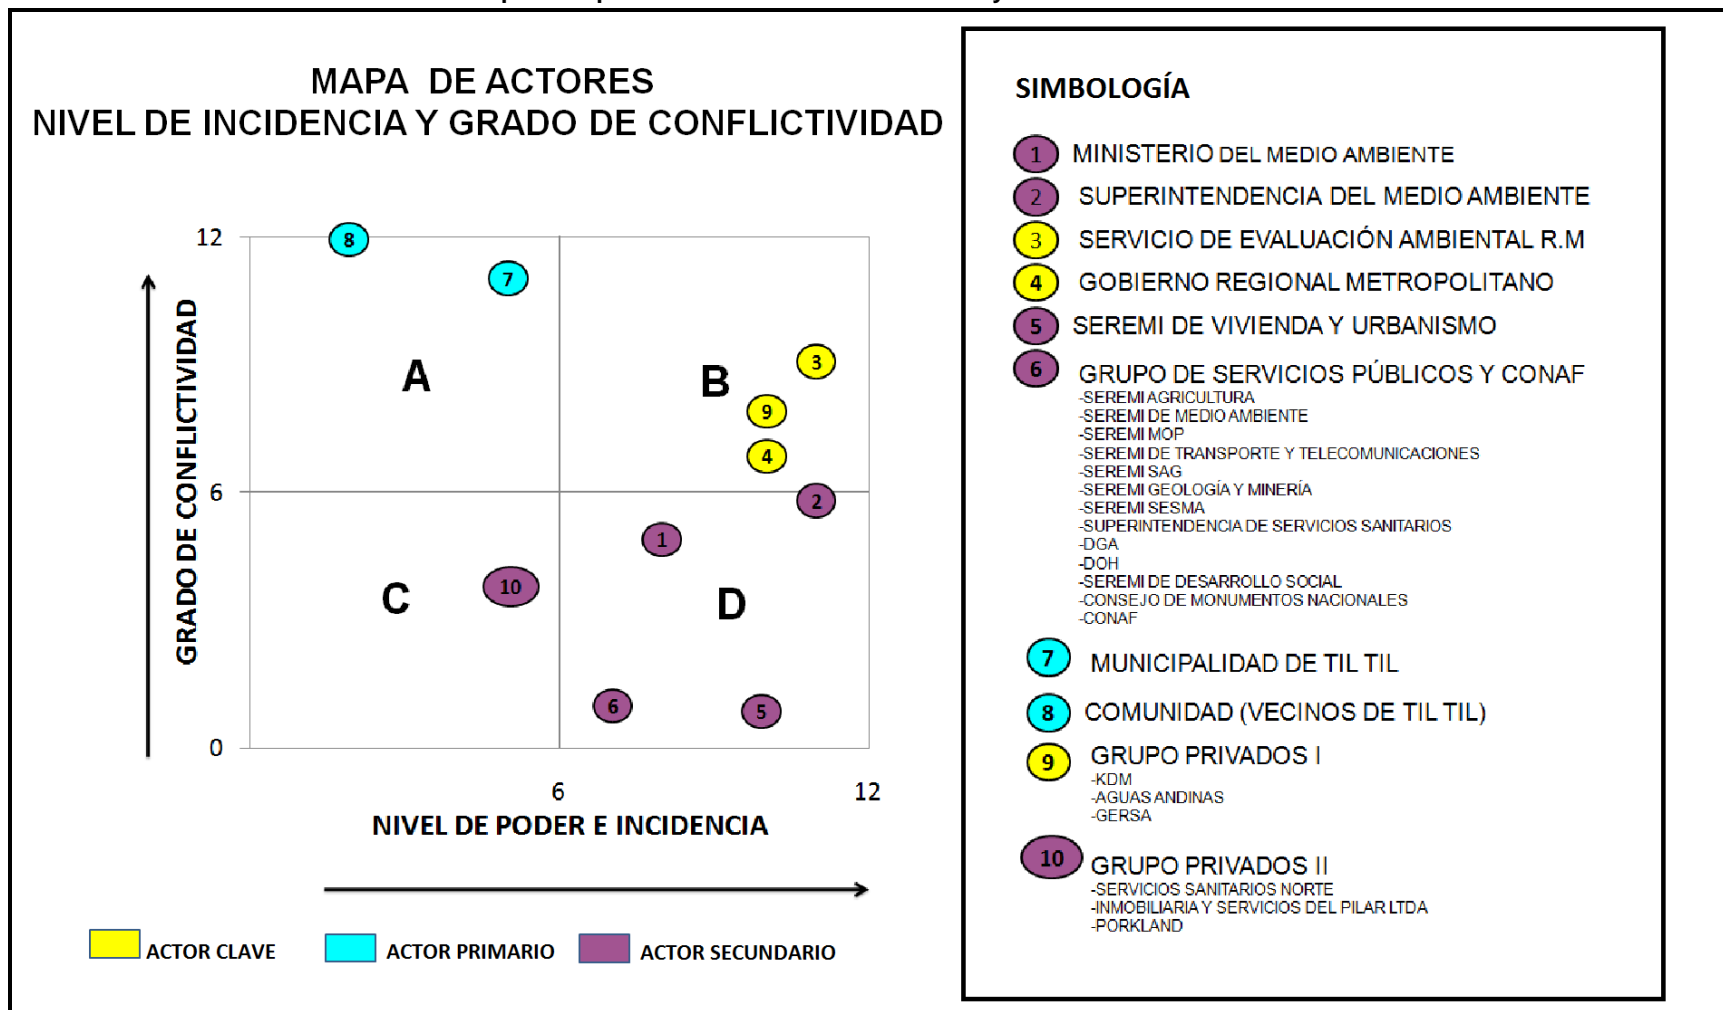 MAPA DE ACTORES
NIVEL DE INCIDENCIA Y GRADO DE CONFLICTIVIDAD
12
6
0
GRADO DE CONFLICTIVIDAD
8
7
A
B
3
9
4
2
1
10
C
D
6
5
6
12
NIVEL DE PODER E INCIDENCIA
ACTOR CLAVE
ACTOR PRIMARIO
ACTOR SECUNDARIO
SIMBOLOGÍA
1 MINISTERIO DEL MEDIO AMBIENTE
2 SUPERINTENDENCIA DEL MEDIO AMBIENTE
3 SERVICIO DE EVALUACIÓN AMBIENTAL R.M
4 GOBIERNO REGIONAL METROPOLITANO
5 SEREMI DE VIVIENDA Y URBANISMO
6 GRUPO DE SERVICIOS PÚBLICOS Y CONAF
-SEREMI AGRICULTURA
-SEREMI DE MEDIO AMBIENTE
-SEREMI MOP
-SEREMI DE TRANSPORTE Y TELECOMUNICACIONES
-SEREMI SAG
-SEREMI GEOLOGÍA Y MINERÍA
-SEREMI SESMA
-SUPERINTENDENCIA DE SERVICIOS SANITARIOS
-DGA
-DOH
-SEREMI DE DESARROLLO SOCIAL
-CONSEJO DE MONUMENTOS NACIONALES
-CONAF
7 MUNICIPALIDAD DE TIL TIL
8 COMUNIDAD (VECINOS DE TIL TIL)
9 GRUPO PRIVADOS I
-KDM
-AGUAS ANDINAS
-GERSA
10 GRUPO PRIVADOS II
-SERVICIOS SANITARIOS NORTE
-INMOBILIARIA Y SERVICIOS DEL PILAR LTDA
-PORKLAND